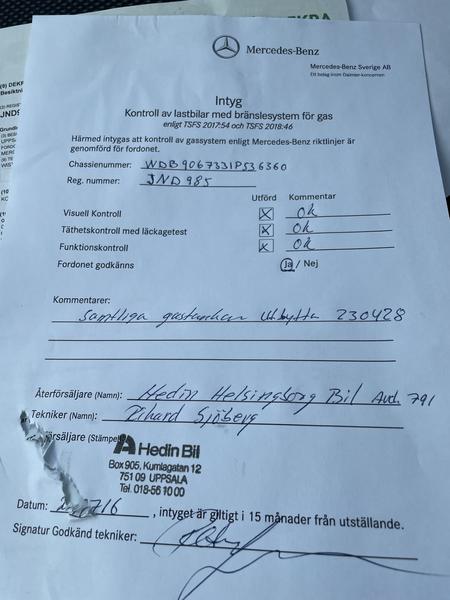 Mercedes-Benz
Mercedes-Benz Sverige AB
Ett bolag inom Daimler-koncernen
Intyg
Kontroll av lastbilar med bränslesystem för gas
enligt TSFS 2017:54 och TSFS 2018:46
Härmed intygas att kontroll av gassystem enligt Mercedes-Benz riktlinjer är
genomförd för fordonet.
Chassienummer: WDB9067331P536360
Reg. nummer: JND985
Utförd Kommentar
Visuell Kontroll X Ok
Täthetskontroll med läckagetest X Ok
Funktionskontroll X Ok
Fordonet godkänns Ja / Nej
Kommentarer:
Samtliga gastankar utbytta 230428
Återförsäljare (Namn): Hedin Helsingborg Bil Avd. 791
Tekniker (Namn): Rikard Sjöberg
försäljare (Stämpel)
Hedin Bil
Box 905, Kumlagatan 12
751 09 UPPSALA
Tel. 018-56 10 00
Datum: 0716, intyget är giltigt i 15 månader från utställande.
Signatur Godkänd tekniker: